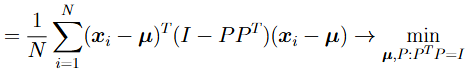 $= \frac{1}{N} \sum_{i=1}^{N} (\boldsymbol{x}_i - \boldsymbol{\mu})^T (I - PP^T)(\boldsymbol{x}_i - \boldsymbol{\mu}) \to \min_{\boldsymbol{\mu}, P : P^T P = I}$